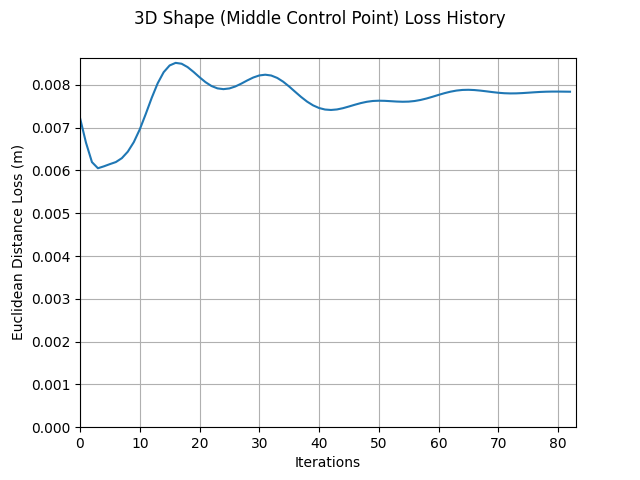 3D Shape (Middle Control Point) Loss History
0.008
0.007
0.006
0.005
0.004
0.003
0.002
0.001
0.000
Euclidean Distance Loss (m)
0 10 20 30 40 50 60 70 80
Iterations